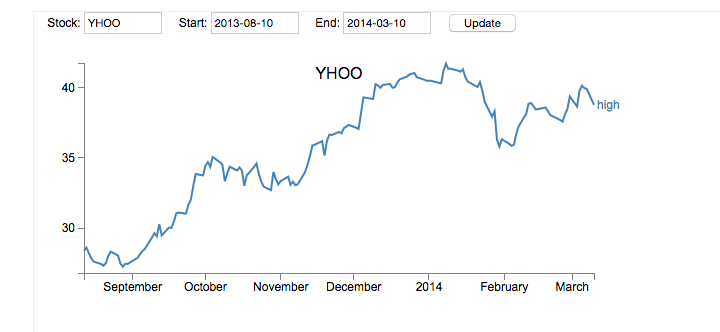 Stock: YHOO Start: 2013-08-10 End: 2014-03-10 Update
YHOO
40
high
35
30
September October November December 2014 February March